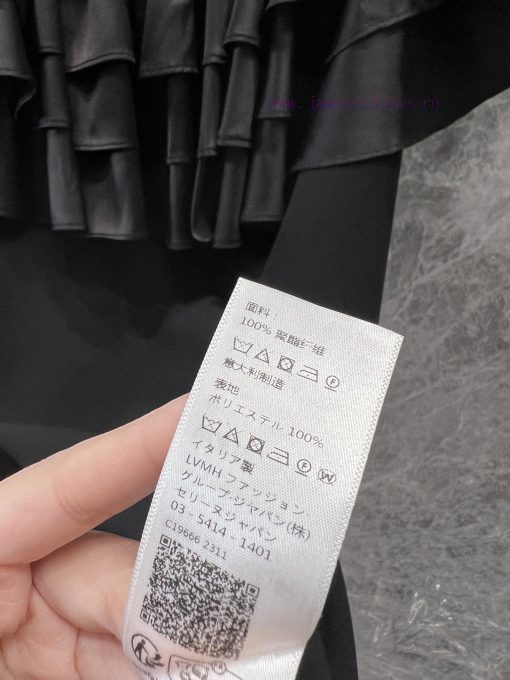 面料：
100% 聚酯纤维
意大利制造
表地
ポリエステル 100%
イタリア製
LVMH ファッション
グループ・ジャパン(株)
セリーヌジャパン
03 - 5414 - 1401
C19666 2311